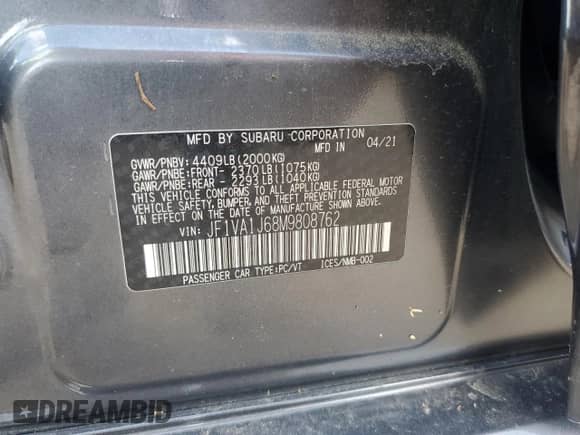 MFD BY SUBARU CORPORATION
MFD IN 04/21
GVWR/PNBV: 4409LB(2000KG)
GAWR/PNBE:FRONT- 2370LB(1075KG)
GAWR/PNBE:REAR - 2293LB(1040KG)
THIS VEHICLE CONFORMS TO ALL APPLICABLE FEDERAL MOTOR
VEHICLE SAFETY, BUMPER, AND THEFT PREVENTION STANDARDS
IN EFFECT ON THE DATE OF MANUFACTURE SHOWN ABOVE.
VIN: JF1VA1J68M9808762
PASSENGER CAR TYPE:PC/VT ICES/NMB-002
DREAMBID